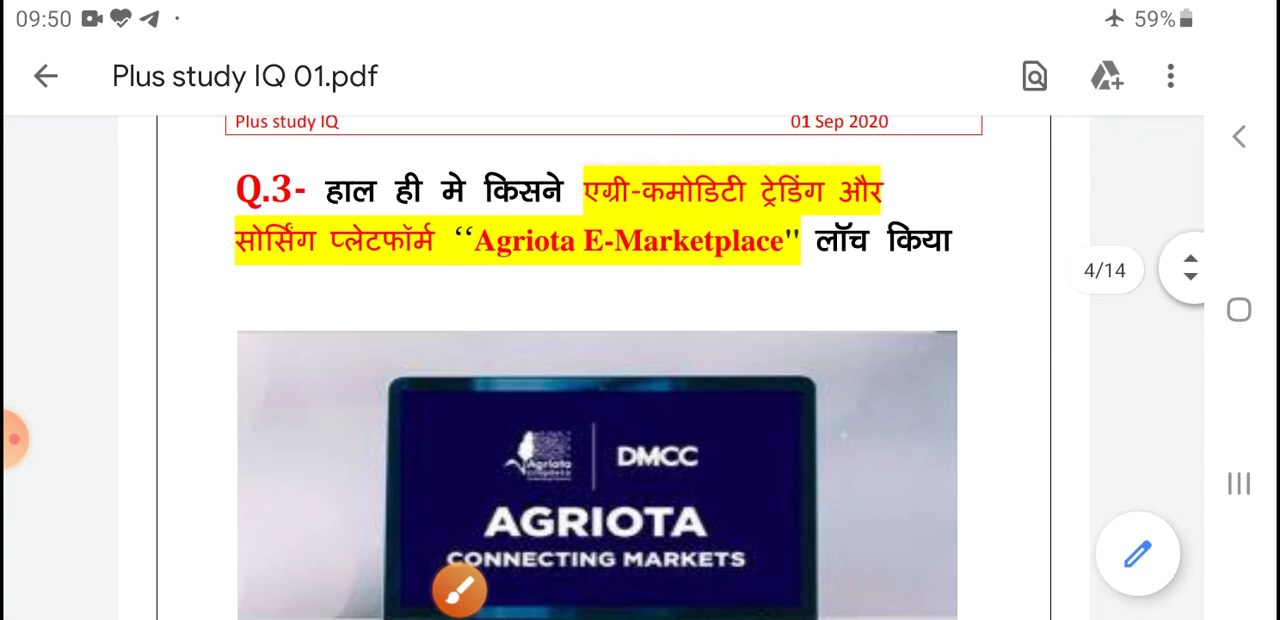 09:50
59%
Plus study IQ 01.pdf
Plus study IQ 01 Sep 2020
Q.3- हाल ही मे किसने एग्री-कमोडिटी ट्रेडिंग और
सोर्सिंग प्लेटफॉर्म ‘‘Agriota E-Marketplace" लॉच किया
4/14
Agriota
DMCC
AGRIOTA
CONNECTING MARKETS